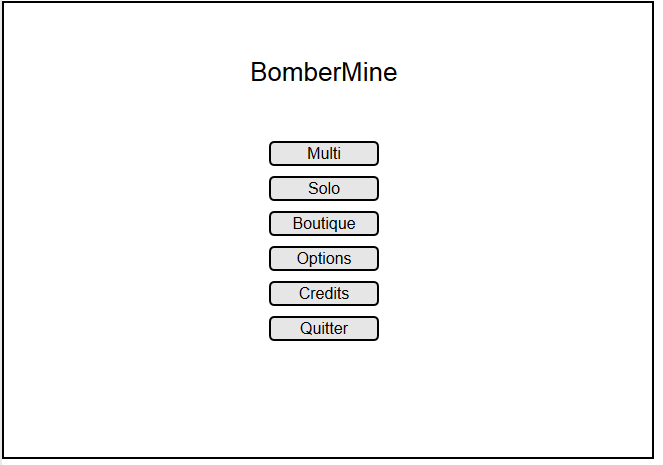 BomberMine
Multi
Solo
Boutique
Options
Credits
Quitter